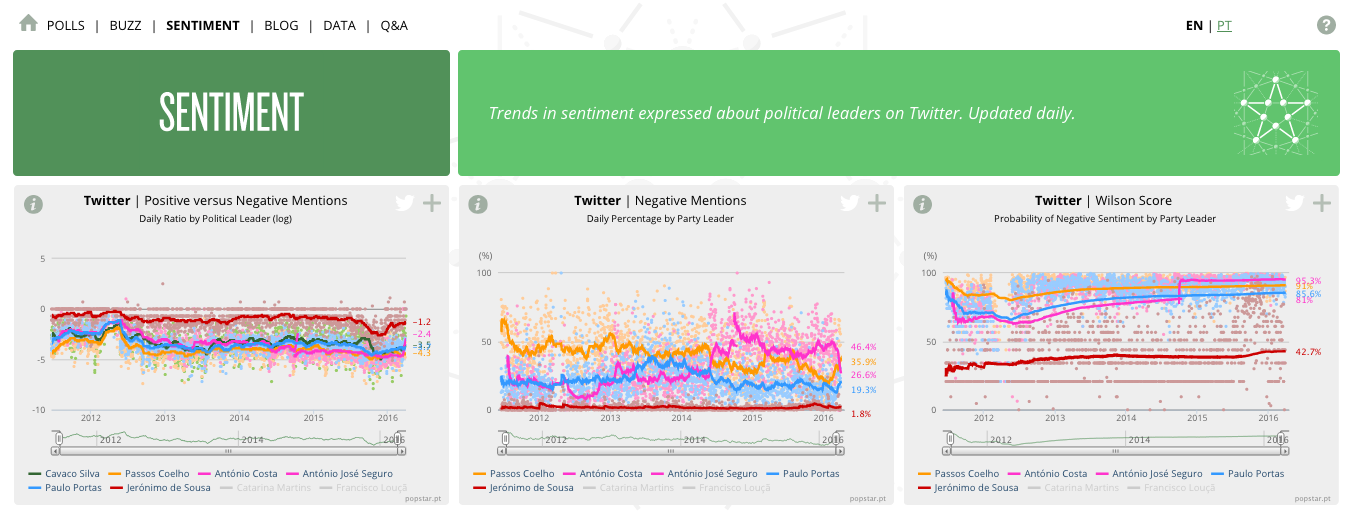 POLLS | BUZZ | SENTIMENT | BLOG | DATA | Q&A
EN | PT
?
SENTIMENT
Trends in sentiment expressed about political leaders on Twitter. Updated daily.
i
Twitter | Positive versus Negative Mentions
Daily Ratio by Political Leader (log)
5
0
-5
-10
-1.2
-2.4
-3.5
-4.3
2012 2013 2014 2015 2016
2012 2014 2016
Cavaco Silva Passos Coelho António Costa António José Seguro
Paulo Portas Jerónimo de Sousa Catarina Martins Francisco Louçã
popstar.pt
i
Twitter | Negative Mentions
Daily Percentage by Party Leader
(%)
100
50
0
46.4%
35.9%
26.6%
19.3%
1.8%
2012 2013 2014 2015 2016
2012 2014 2016
Passos Coelho António Costa António José Seguro Paulo Portas
Jerónimo de Sousa Catarina Martins Francisco Louçã
popstar.pt
i
Twitter | Wilson Score
Probability of Negative Sentiment by Party Leader
(%)
100
50
0
95.3%
91%
85.6%
81%
42.7%
2012 2013 2014 2015 2016
2012 2014 2016
Passos Coelho António Costa António José Seguro Paulo Portas
Jerónimo de Sousa Catarina Martins Francisco Louçã
popstar.pt